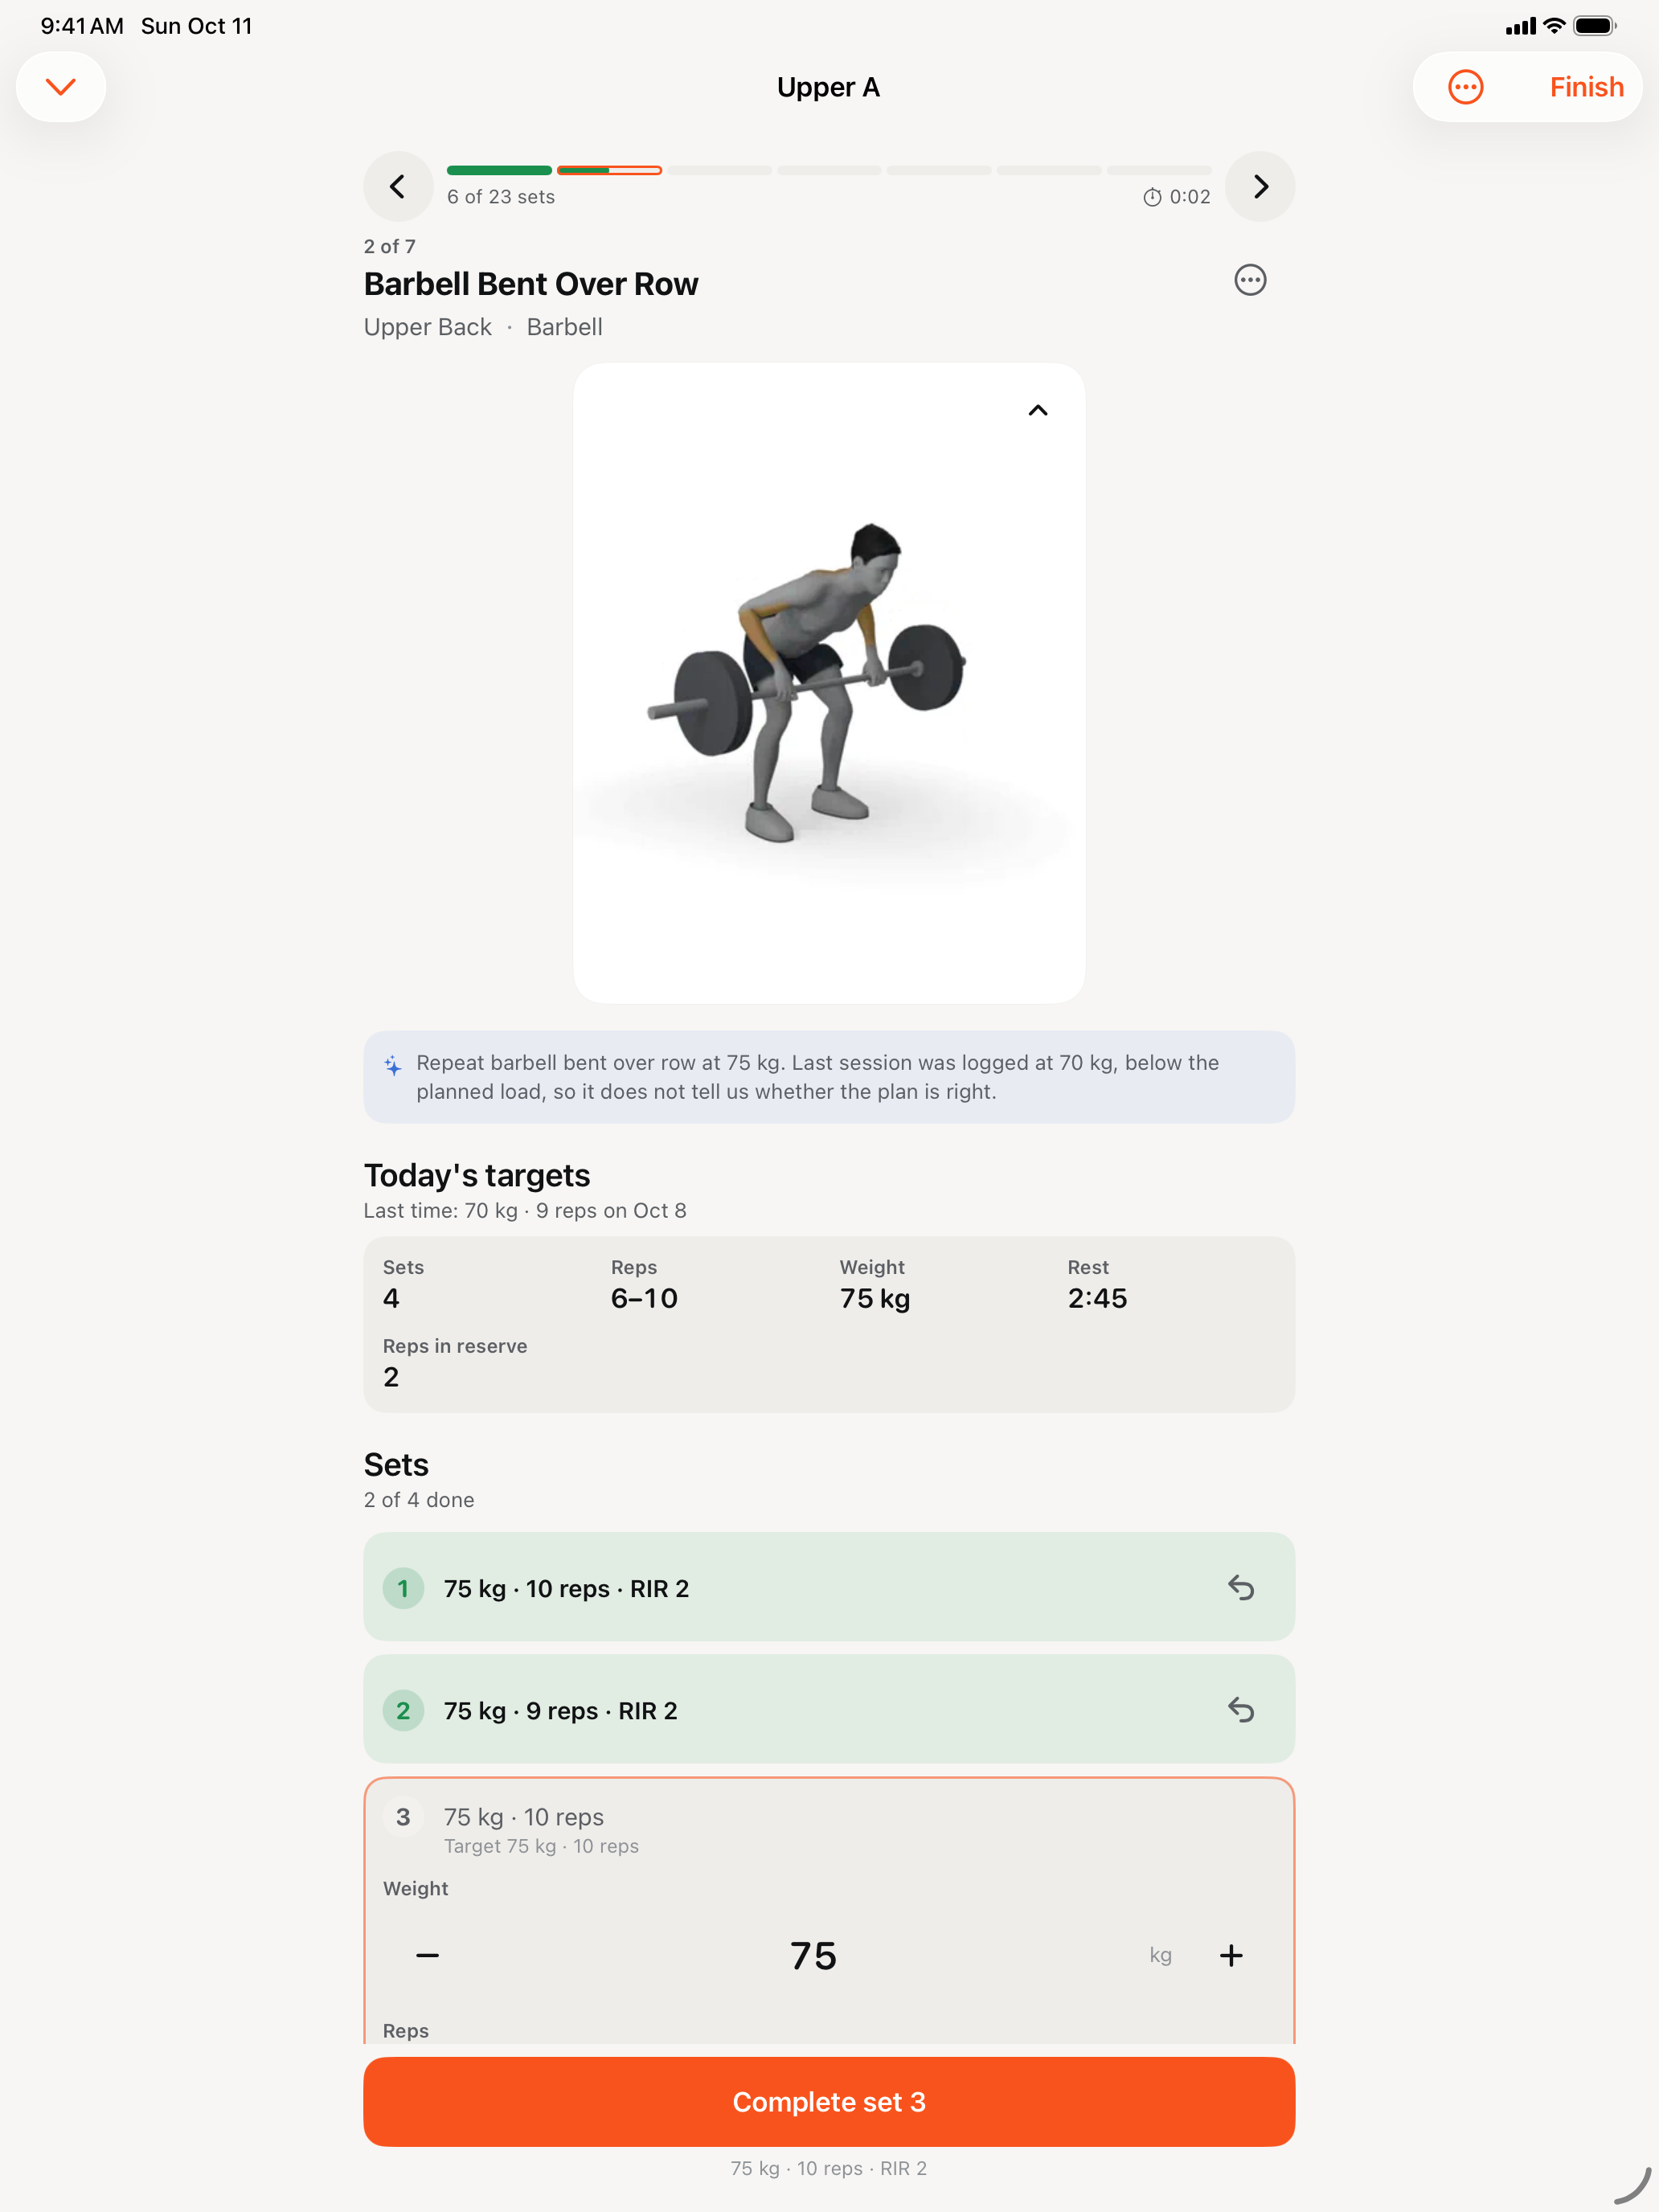 9:41 AM Sun Oct 11
Upper A
Finish
6 of 23 sets
0:02
2 of 7
Barbell Bent Over Row
Upper Back · Barbell
Repeat barbell bent over row at 75 kg. Last session was logged at 70 kg, below the
planned load, so it does not tell us whether the plan is right.
Today's targets
Last time: 70 kg · 9 reps on Oct 8
Sets Reps Weight Rest
4 6–10 75 kg 2:45
Reps in reserve
2
Sets
2 of 4 done
1 75 kg · 10 reps · RIR 2
2 75 kg · 9 reps · RIR 2
3 75 kg · 10 reps
Target 75 kg · 10 reps
Weight
− 75 kg +
Reps
Complete set 3
75 kg · 10 reps · RIR 2